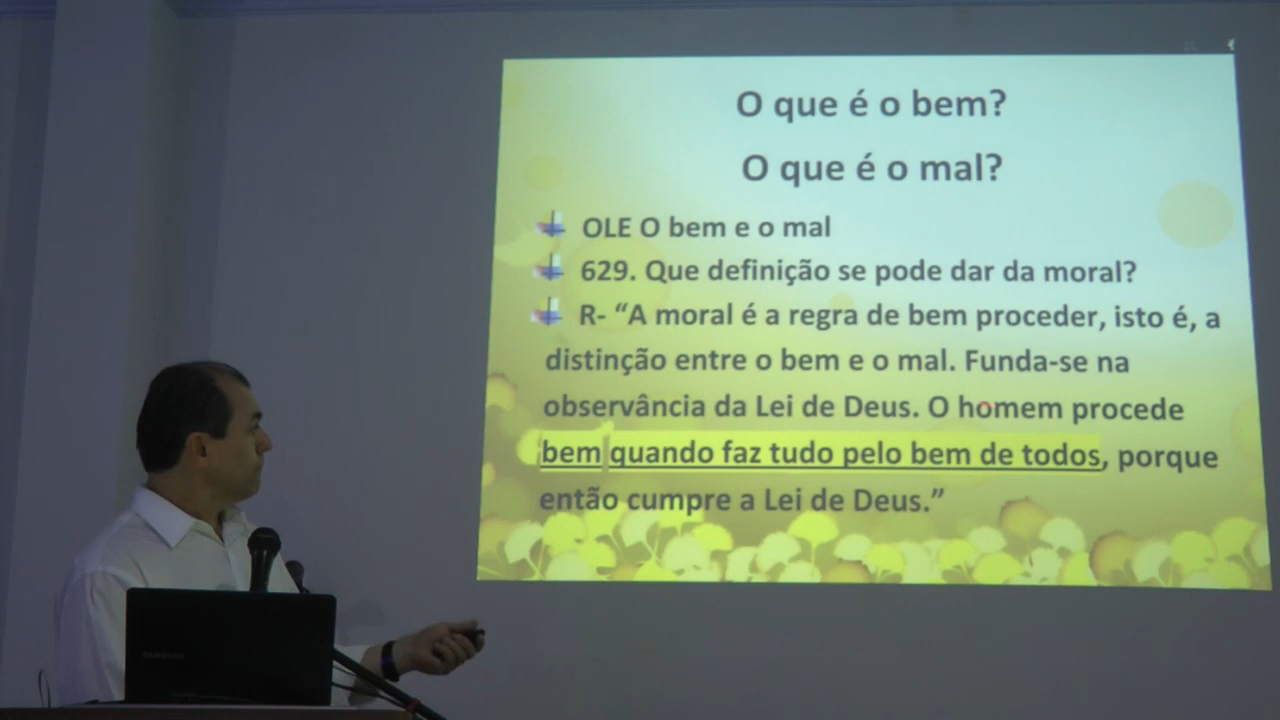 O que é o bem?
O que é o mal?
OLE O bem e o mal
629. Que definição se pode dar da moral?
R- “A moral é a regra de bem proceder, isto é, a
distinção entre o bem e o mal. Funda-se na
observância da Lei de Deus. O homem procede
bem quando faz tudo pelo bem de todos, porque
então cumpre a Lei de Deus.”
SAMSUNG